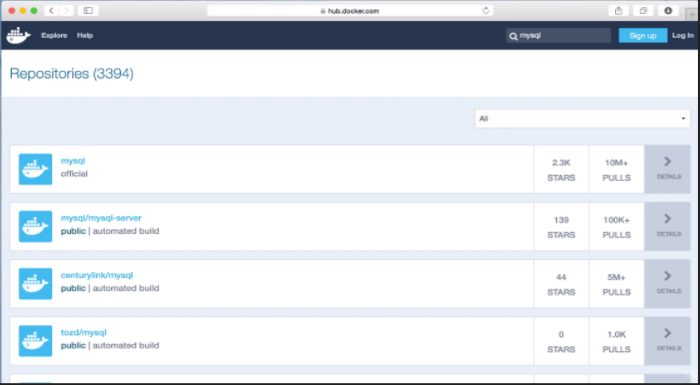 hub.docker.com
Explore Help mysql Sign up Log In
Repositories (3394)
All
mysql
official
2.3K
STARS
10M+
PULLS
DETAILS
mysql/mysql-server
public | automated build
139
STARS
100K+
PULLS
DETAILS
centurylink/mysql
public | automated build
44
STARS
5M+
PULLS
DETAILS
tozd/mysql
public | automated build
0
STARS
1.0K
PULLS
DETAILS